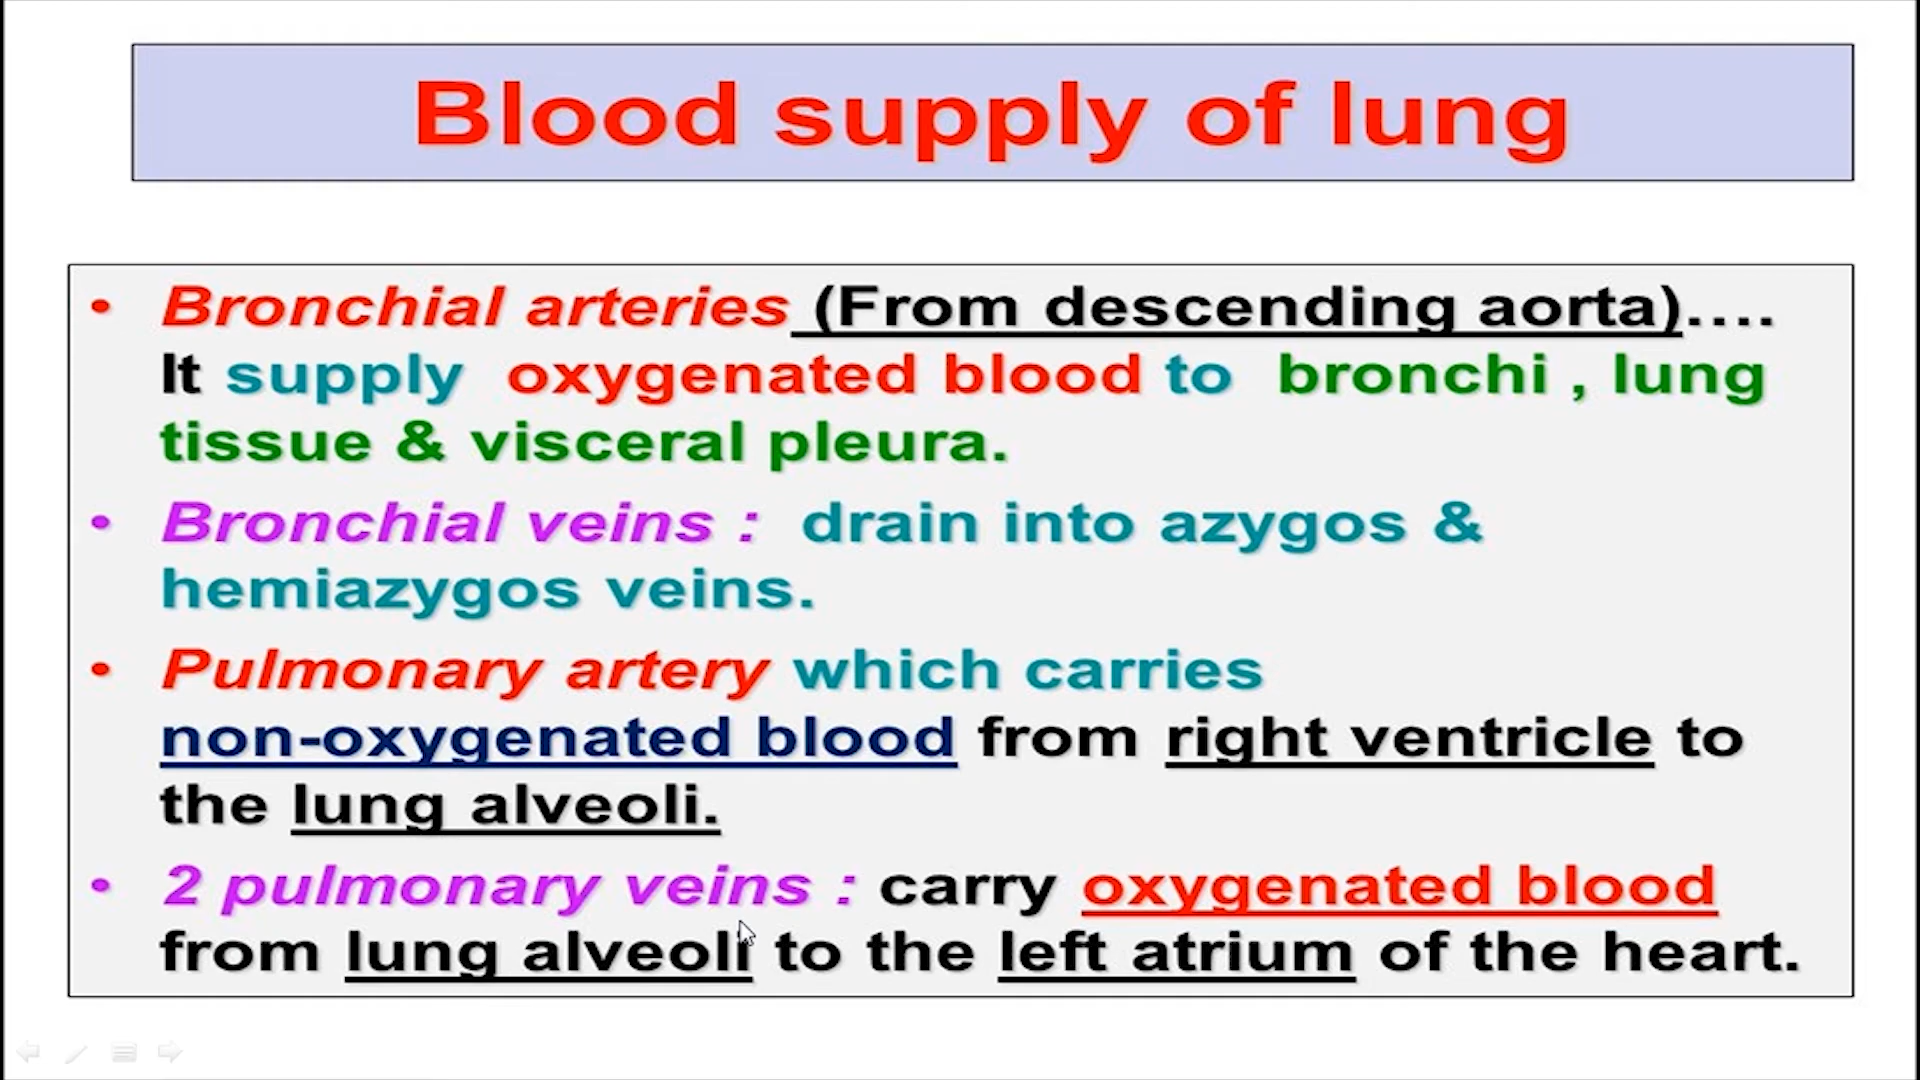 Blood supply of lung
• Bronchial arteries (From descending aorta)....
It supply oxygenated blood to bronchi , lung
tissue & visceral pleura.
• Bronchial veins : drain into azygos &
hemiazygos veins.
• Pulmonary artery which carries
non-oxygenated blood from right ventricle to
the lung alveoli.
• 2 pulmonary veins : carry oxygenated blood
from lung alveoli to the left atrium of the heart.